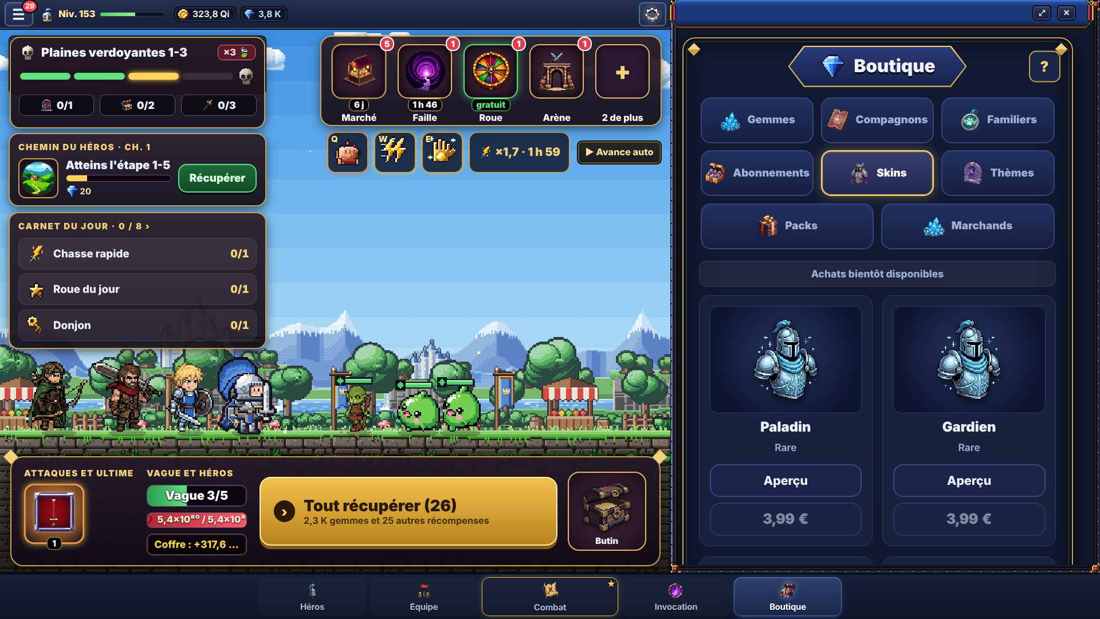 28
Niv. 153
323,8 Qi
3,8 K
Plaines verdoyantes 1-3
×3
0/1
0/2
0/3
CHEMIN DU HÉROS · CH. 1
Atteins l'étape 1-5
20
Récupérer
CARNET DU JOUR · 0 / 8 ›
Chasse rapide
0/1
Roue du jour
0/1
Donjon
0/1
5
1
1
1
6 j
1 h 46
gratuit
+
Marché
Faille
Roue
Arène
2 de plus
Q
W
E
×1,7 · 1 h 59
Avance auto
ATTAQUES ET ULTIME
1
VAGUE ET HÉROS
Vague 3/5
Coffre : +317,6 ...
Tout récupérer (26)
2,3 K gemmes et 25 autres récompenses
Butin
Boutique
?
Gemmes
Compagnons
Familiers
Abonnements
Skins
Thèmes
Packs
Marchands
Achats bientôt disponibles
Paladin
Rare
Aperçu
3,99 €
Gardien
Rare
Aperçu
3,99 €
Héros
Équipe
Combat
Invocation
Boutique